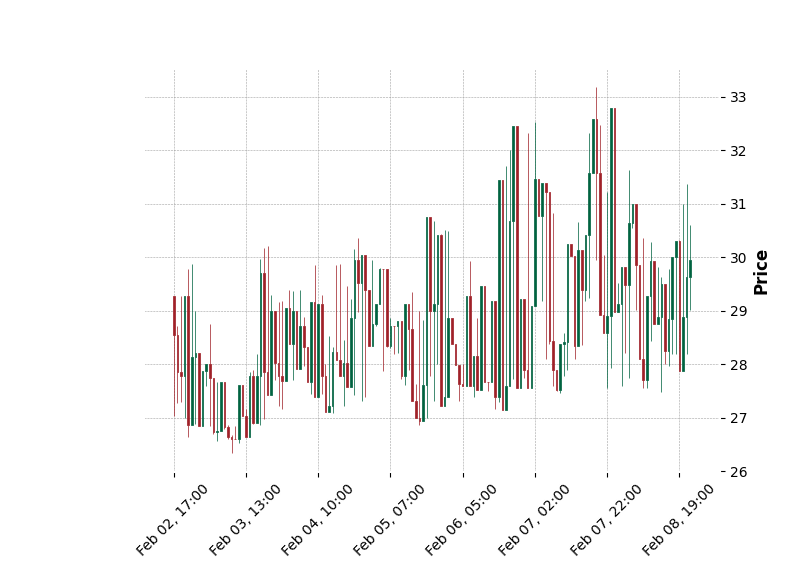 33
32
31
30
29
28
27
26
Price
Feb 02, 17:00
Feb 03, 13:00
Feb 04, 10:00
Feb 05, 07:00
Feb 06, 05:00
Feb 07, 02:00
Feb 07, 22:00
Feb 08, 19:00